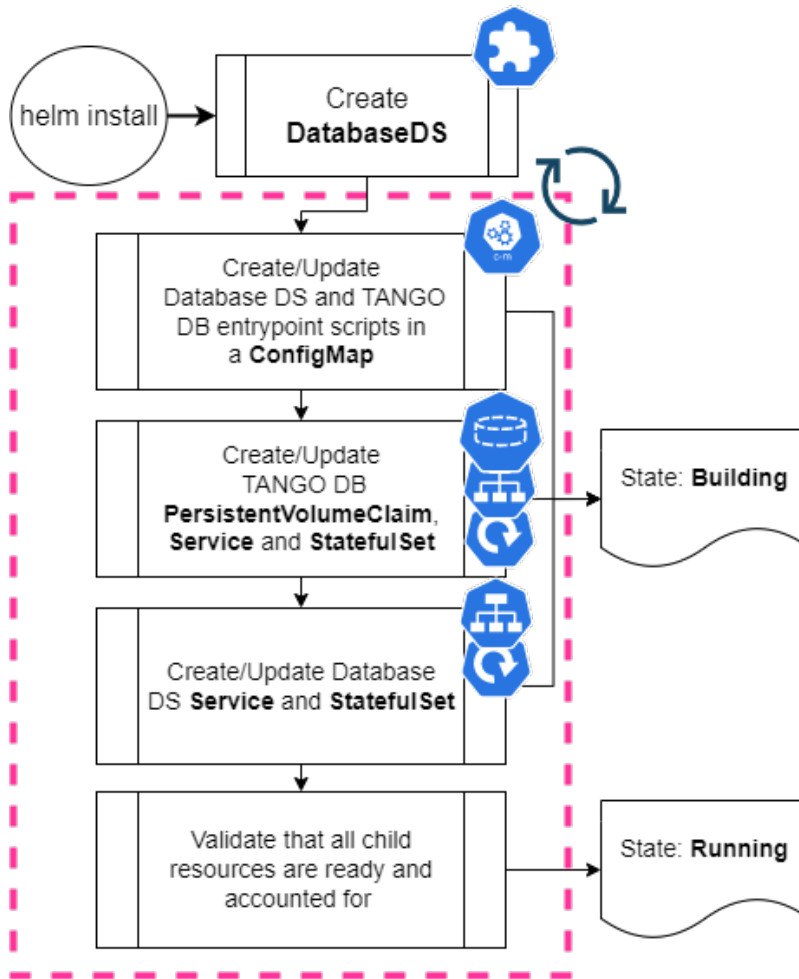 helm install
Create
DatabaseDS
Create/Update
Database DS and TANGO
DB entrypoint scripts in
a ConfigMap
c-m
Create/Update
TANGO DB
PersistentVolumeClaim,
Service and StatefulSet
State: Building
Create/Update Database
DS Service and StatefulSet
Validate that all child
resources are ready and
accounted for
State: Running